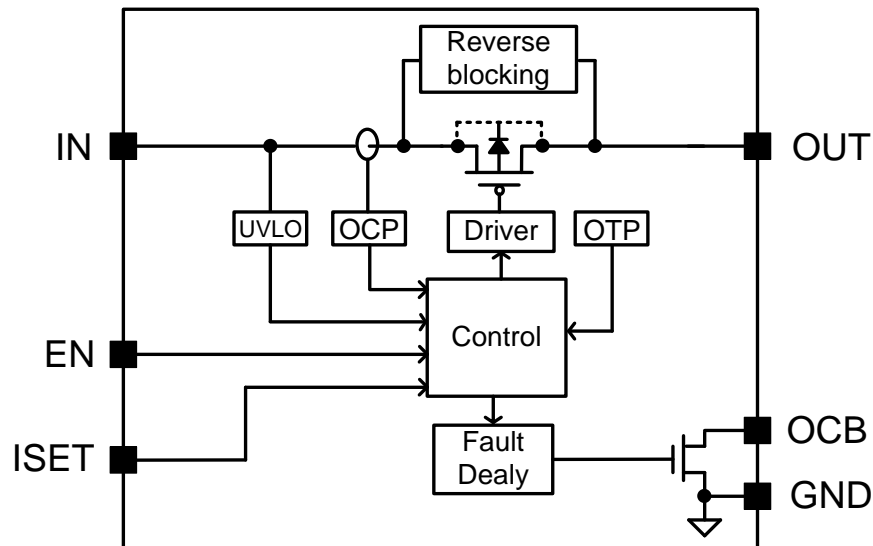 Reverse
blocking
IN
OUT
UVLO
OCP
Driver
OTP
Control
EN
ISET
Fault
Dealy
OCB
GND